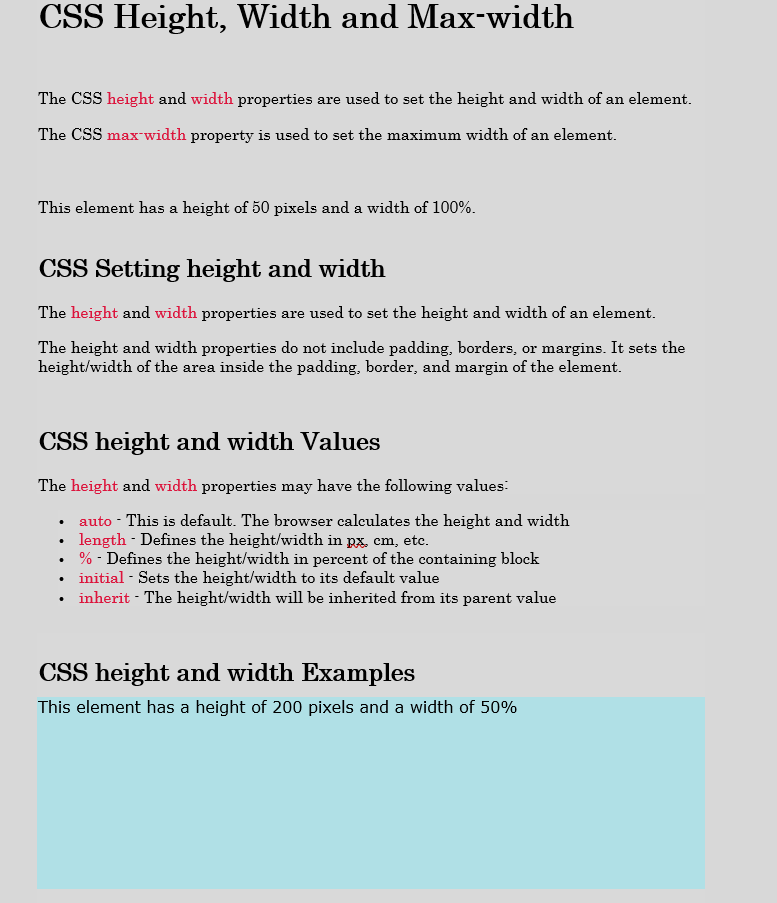 CSS Height, Width and Max-width
The CSS height and width properties are used to set the height and width of an element.
The CSS max-width property is used to set the maximum width of an element.
This element has a height of 50 pixels and a width of 100%.
CSS Setting height and width
The height and width properties are used to set the height and width of an element.
The height and width properties do not include padding, borders, or margins. It sets the
height/width of the area inside the padding, border, and margin of the element.
CSS height and width Values
The height and width properties may have the following values:
• auto - This is default. The browser calculates the height and width
• length - Defines the height/width in px, cm, etc.
• % - Defines the height/width in percent of the containing block
• initial - Sets the height/width to its default value
• inherit - The height/width will be inherited from its parent value
CSS height and width Examples
This element has a height of 200 pixels and a width of 50%